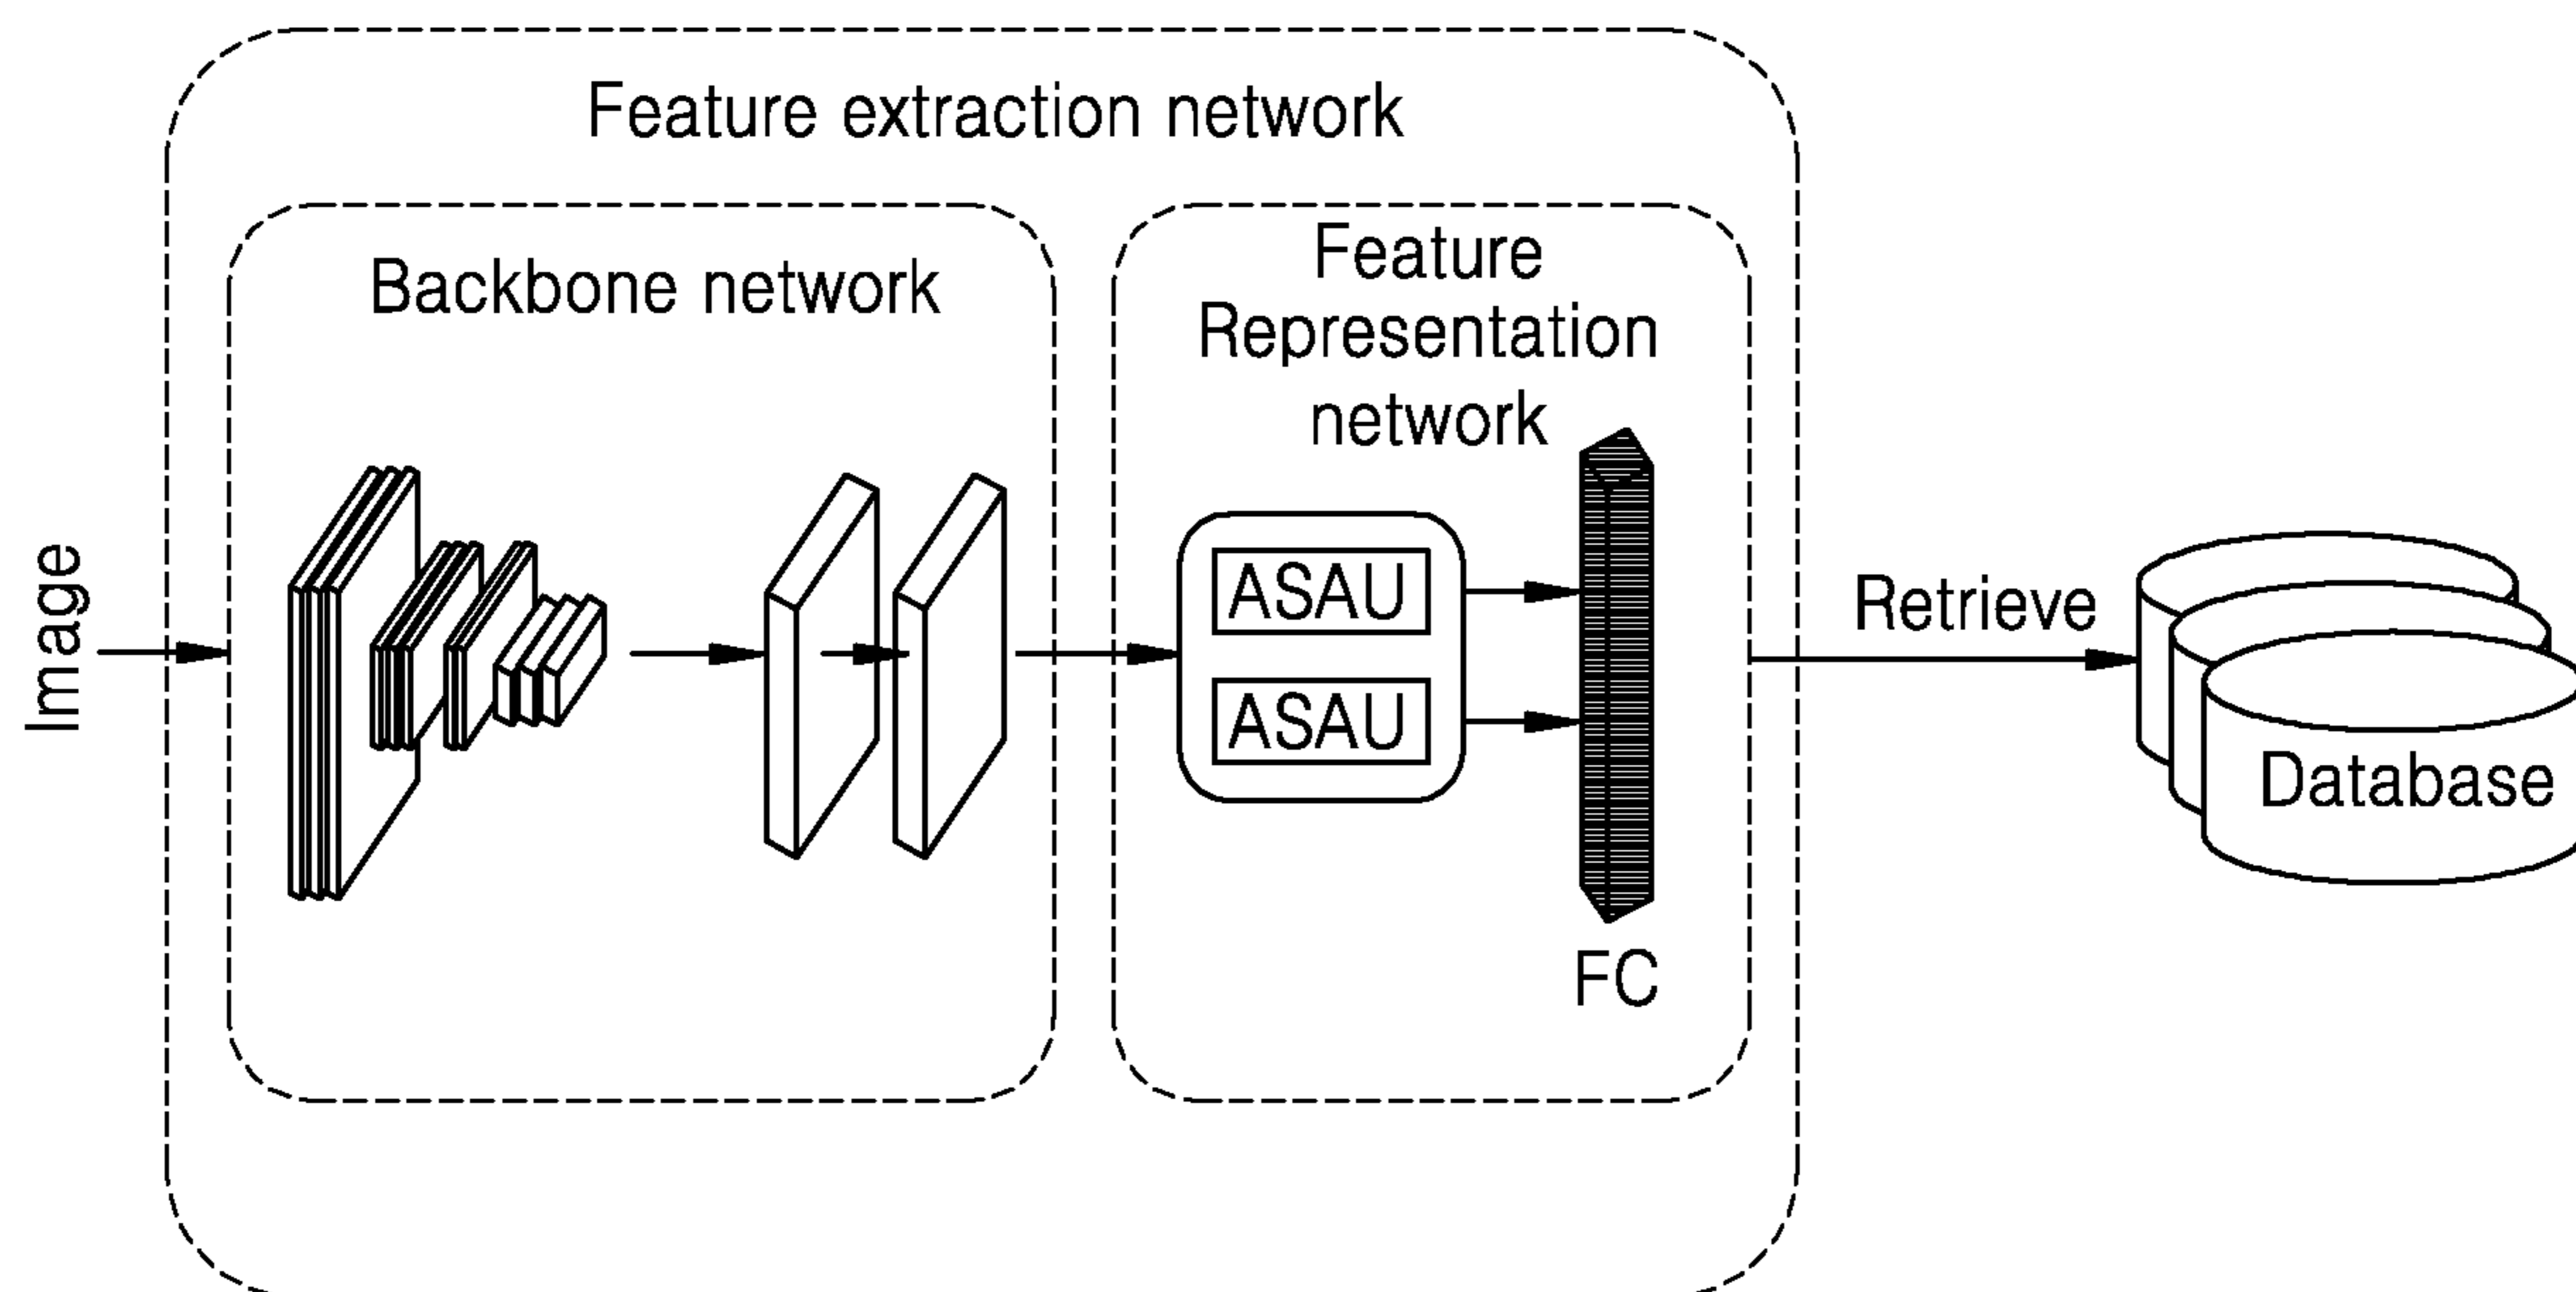 Feature extraction network
Backbone network
Feature
Representation
network
Image
ASAU
ASAU
FC
Retrieve
Database